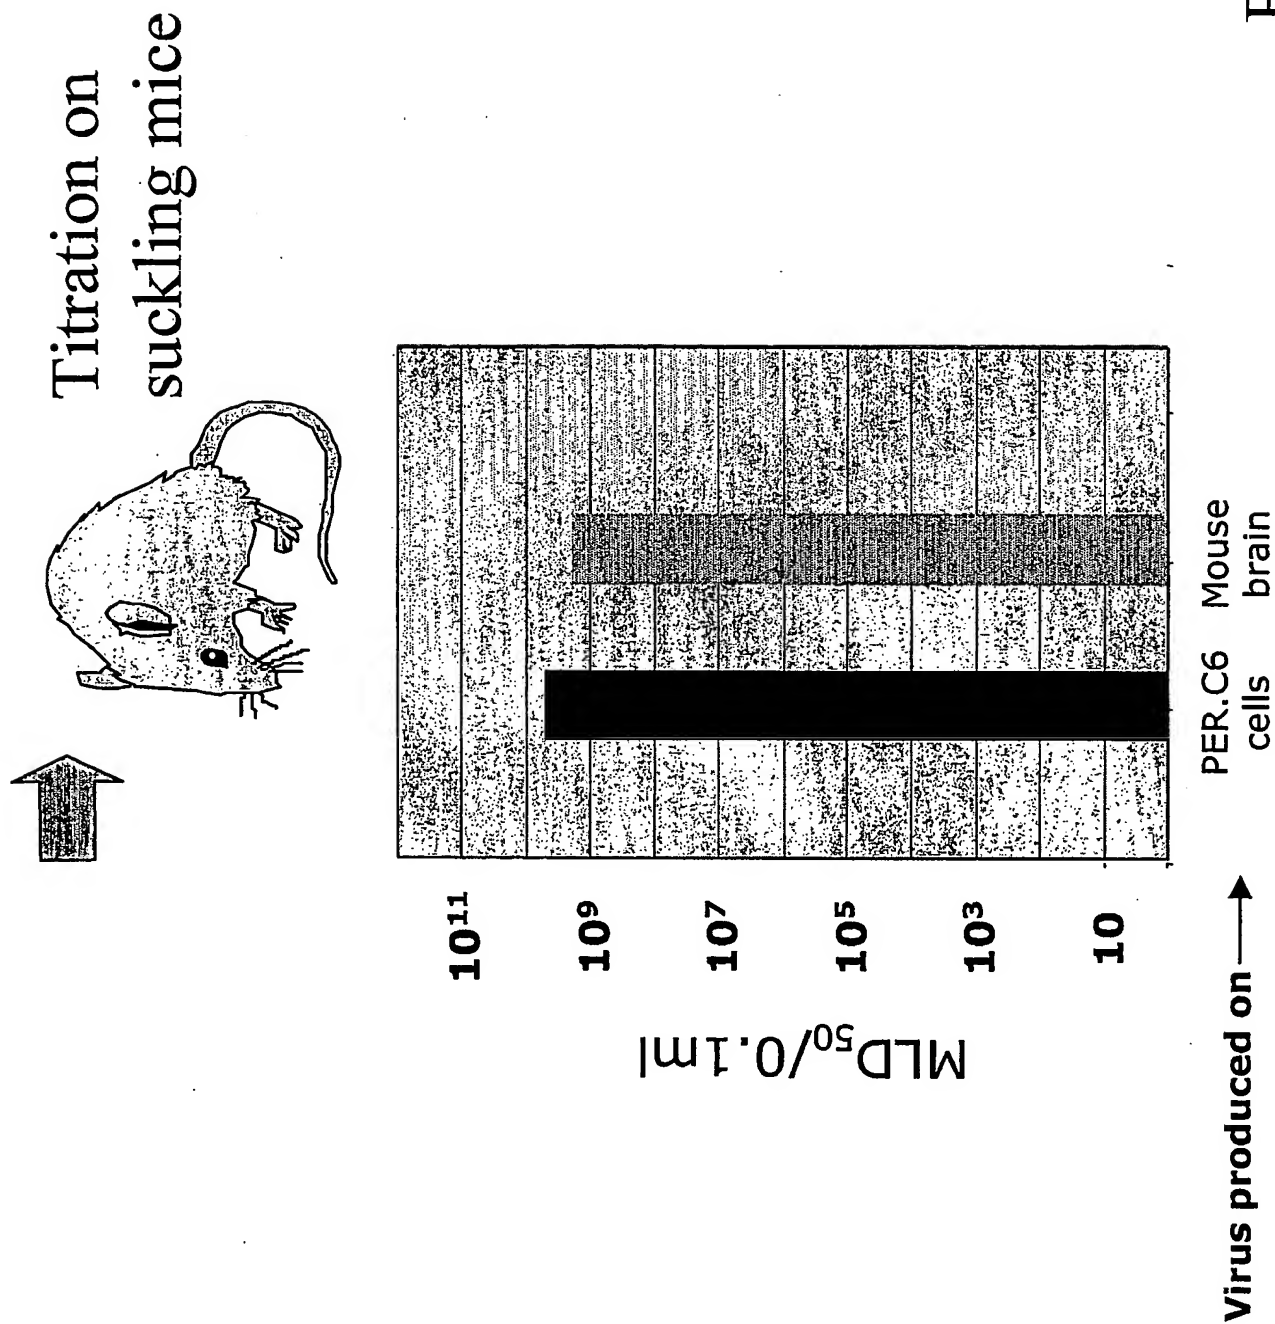 Titration on
suckling mice
MLD₅₀/0.1ml
10¹¹
10⁹
10⁷
10⁵
10³
10
Virus produced on
PER.C6
cells
Mouse
brain